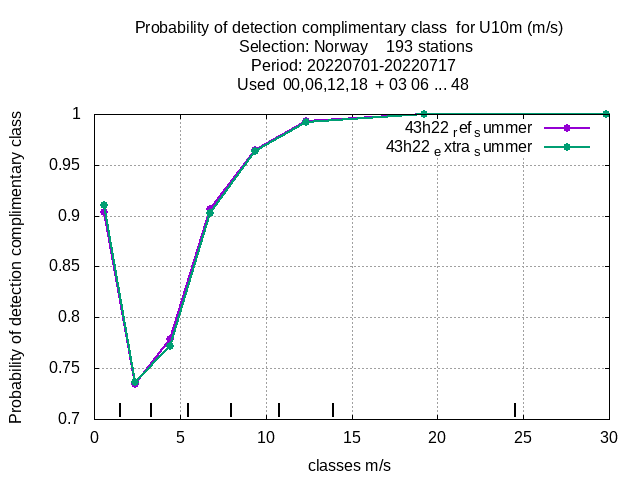 Probability of detection complimentary class for U10m (m/s)
Selection: Norway 193 stations
Period: 20220701-20220717
Used 00,06,12,18 + 03 06 ... 48
Probability of detection complimentary class
1
0.95
0.9
0.85
0.8
0.75
0.7
43h22 ref summer
43h22 extra summer
0 5 10 15 20 25 30
classes m/s